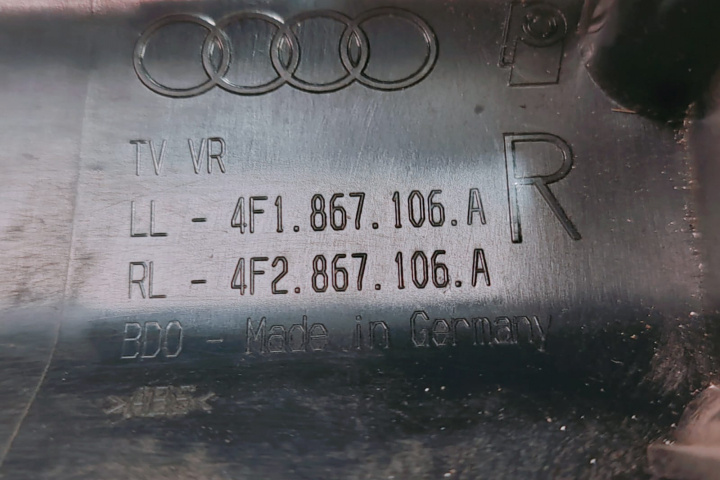 TV VR
LL - 4F1.867.106.A
R
RL - 4F2.867.106.A
BDO - Made in Germany